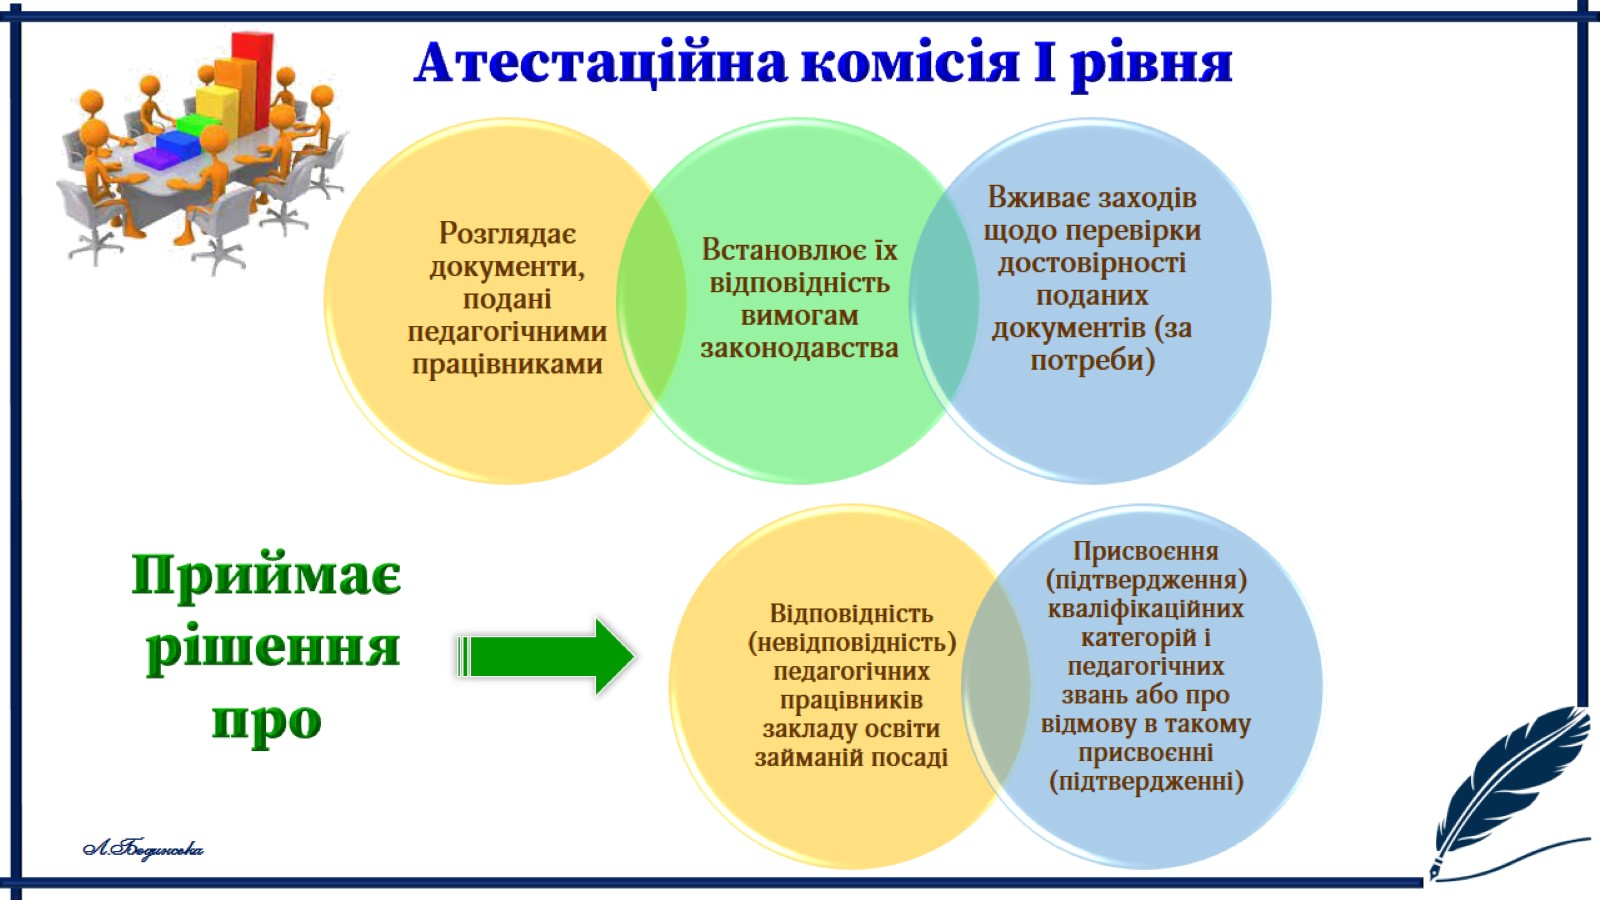 Атестаційна комісія І рівня
Розглядає
документи,
подані
педагогічними
працівниками
Встановлює їх
відповідність
вимогам
законодавства
Вживає заходів
щодо перевірки
достовірності
поданих
документів (за
потреби)
Приймає
рішення
про
Відповідність
(невідповідність)
педагогічних
працівників
закладу освіти
займаній посаді
Присвоєння
(підтвердження)
кваліфікаційних
категорій і
педагогічних
звань або про
відмову в такому
присвоєнні
(підтвердженні)
Л.Бединська